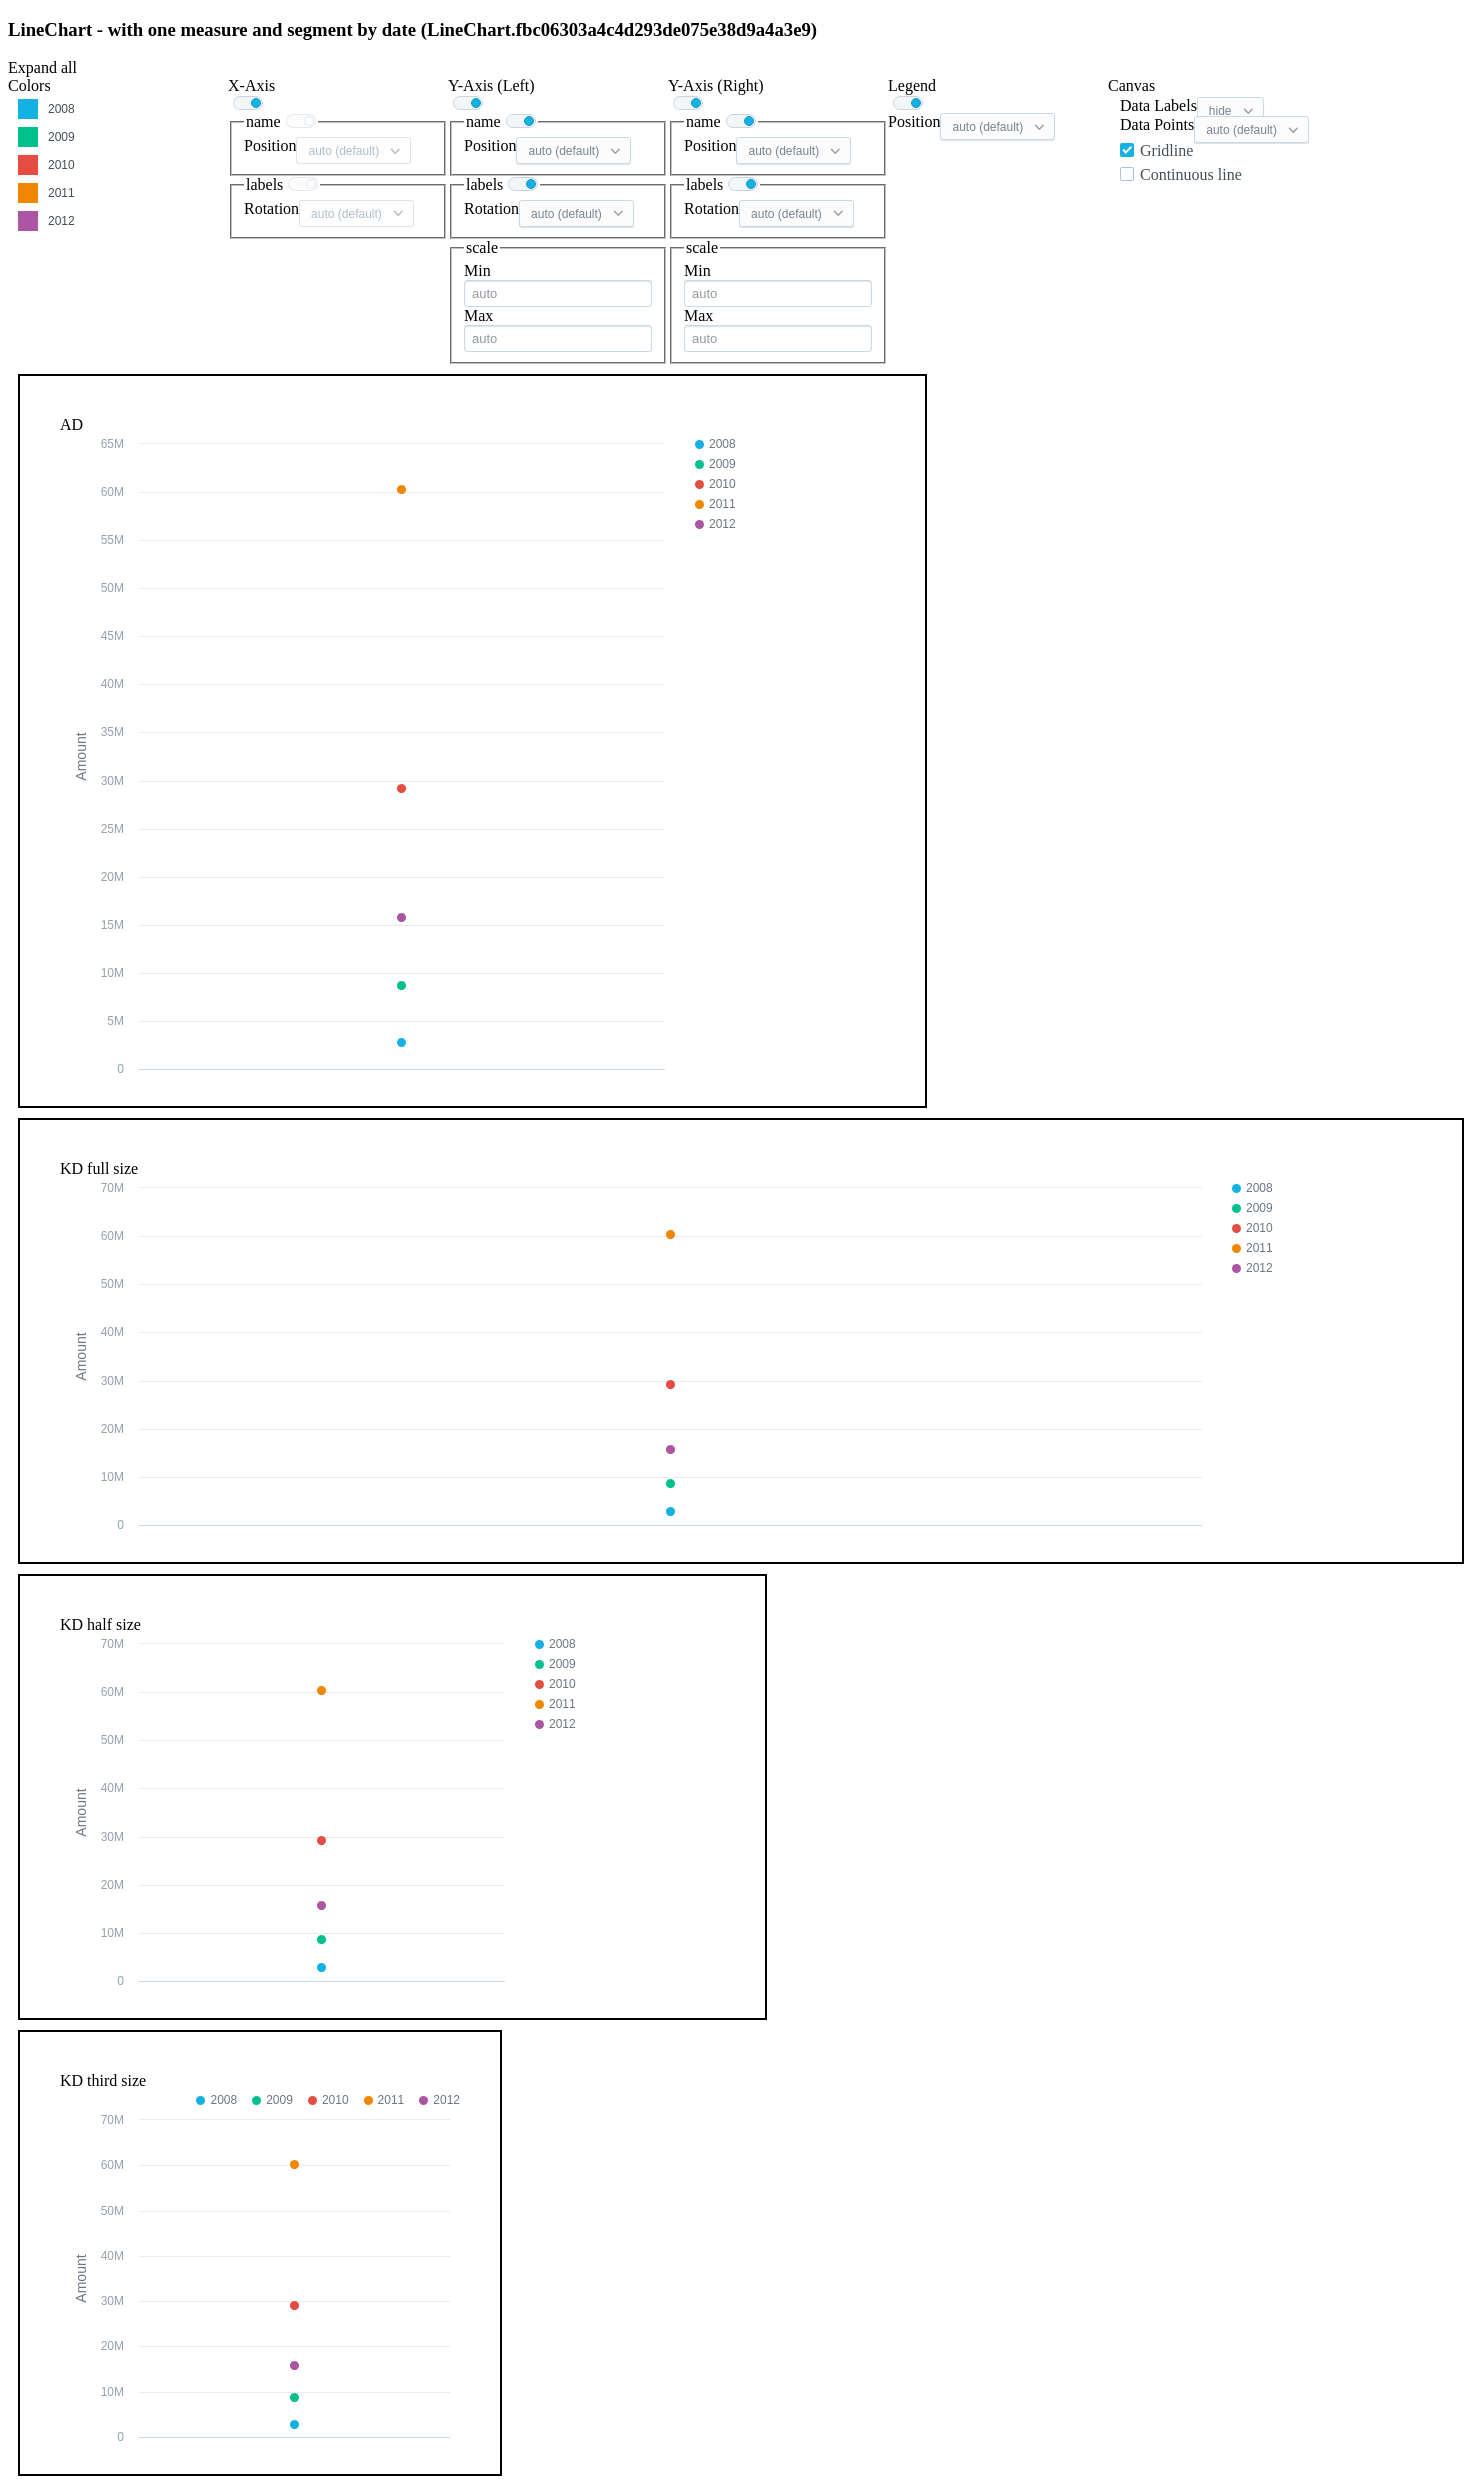 LineChart - with one measure and segment by date (LineChart.fbc06303a4c4d293de075e38d9a4a3e9)
Expand all
Colors
2008
2009
2010
2011
2012
X-Axis
name
Position auto (default)
labels
Rotation auto (default)
Y-Axis (Left)
name
Position auto (default)
labels
Rotation auto (default)
scale
Min
auto
Max
auto
Y-Axis (Right)
name
Position auto (default)
labels
Rotation auto (default)
scale
Min
auto
Max
auto
Legend
Position auto (default)
Canvas
Data Labels hide
Data Points auto (default)
Gridline
Continuous line
AD
65M
60M
55M
50M
45M
40M
35M
30M
25M
20M
15M
10M
5M
0
Amount
2008
2009
2010
2011
2012
KD full size
70M
60M
50M
40M
30M
20M
10M
0
Amount
2008
2009
2010
2011
2012
KD half size
70M
60M
50M
40M
30M
20M
10M
0
Amount
2008
2009
2010
2011
2012
KD third size
2008 2009 2010 2011 2012
70M
60M
50M
40M
30M
20M
10M
0
Amount